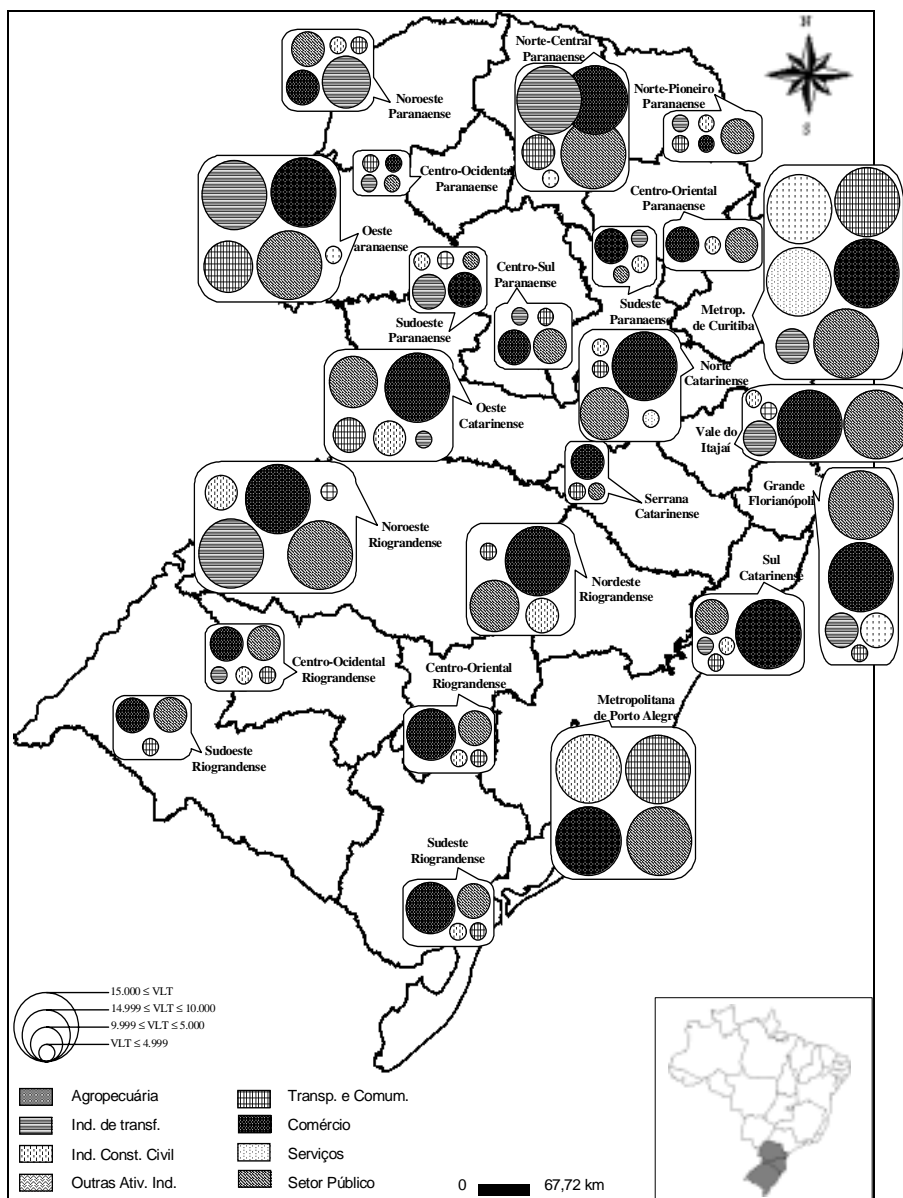 N
S
Norte-Central
Paranaense
Noroeste
Paranaense
Norte-Pioneiro
Paranaense
Centro-Ocidental
Paranaense
Centro-Oriental
Paranaense
Oeste
aranaense
Centro-Sul
Paranaense
Sudoeste
Paranaense
Sudeste
Paranaense
Metrop.
de Curitiba
Norte
Catarinense
Oeste
Catarinense
Vale do
Itajaí
Serrana
Catarinense
Grande
Florianópoli
Noroeste
Riograndense
Nordeste
Riograndense
Sul
Catarinense
Centro-Ocidental
Riograndense
Centro-Oriental
Riograndense
Metropolitana
de Porto Alegre
Sudoeste
Riograndense
Sudeste
Riograndense
15.000 ≤ VLT
14.999 ≤ VLT ≤ 10.000
9.999 ≤ VLT ≤ 5.000
VLT ≤ 4.999
Agropecuária
Ind. de transf.
Ind. Const. Civil
Outras Ativ. Ind.
Transp. e Comum.
Comércio
Serviços
Setor Público
0 67,72 km